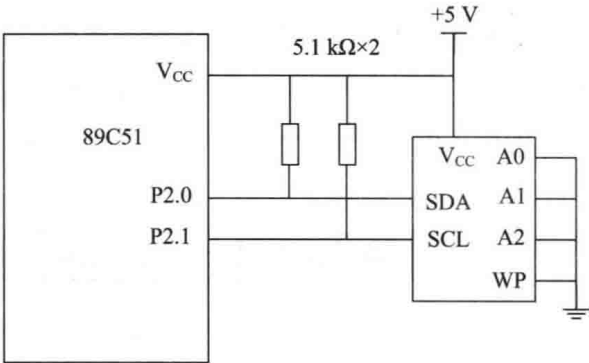 +5 V
5.1 kΩ×2
V_CC
89C51
V_CC A0
P2.0 SDA A1
P2.1 SCL A2
WP